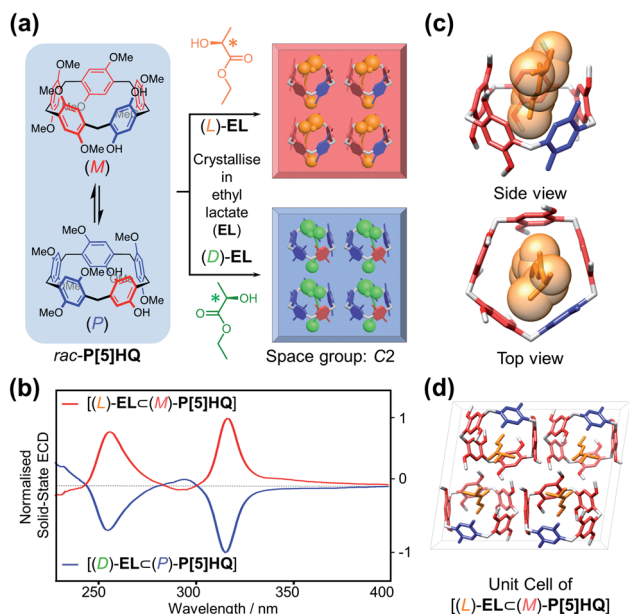 (a)
OMe
OMe
OH
OMe
MeO
MeO
MeO
OH
OMe
(M)
MeO
OMe
OMe
OH
MeO
MeO
OMe
OH
(P)
rac-P[5]HQ
HO
*
O
O
(L)-EL
Crystallise
in
ethyl
lactate
(EL)
(D)-EL
*
OH
O
O
Space group: C2
(b)
[(L)-EL⊂(M)-P[5]HQ]
[(D)-EL⊂(P)-P[5]HQ]
Normalised
Solid-State ECD
1
0
-1
250
300
350
400
Wavelength / nm
(c)
Side view
Top view
(d)
Unit Cell of
[(L)-EL⊂(M)-P[5]HQ]